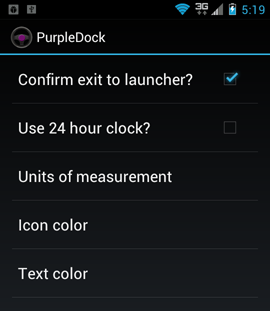 3G
5:19
PurpleDock
Confirm exit to launcher?
Use 24 hour clock?
Units of measurement
Icon color
Text color